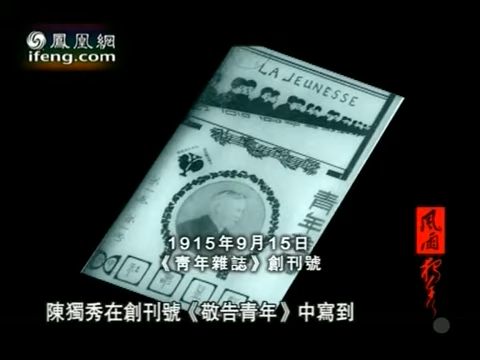 鳳凰網
ifeng.com
LA JEUNESSE
青年雜
1915年9月15日
《青年雜誌》創刊號
陳獨秀在創刊號《敬告青年》中寫到